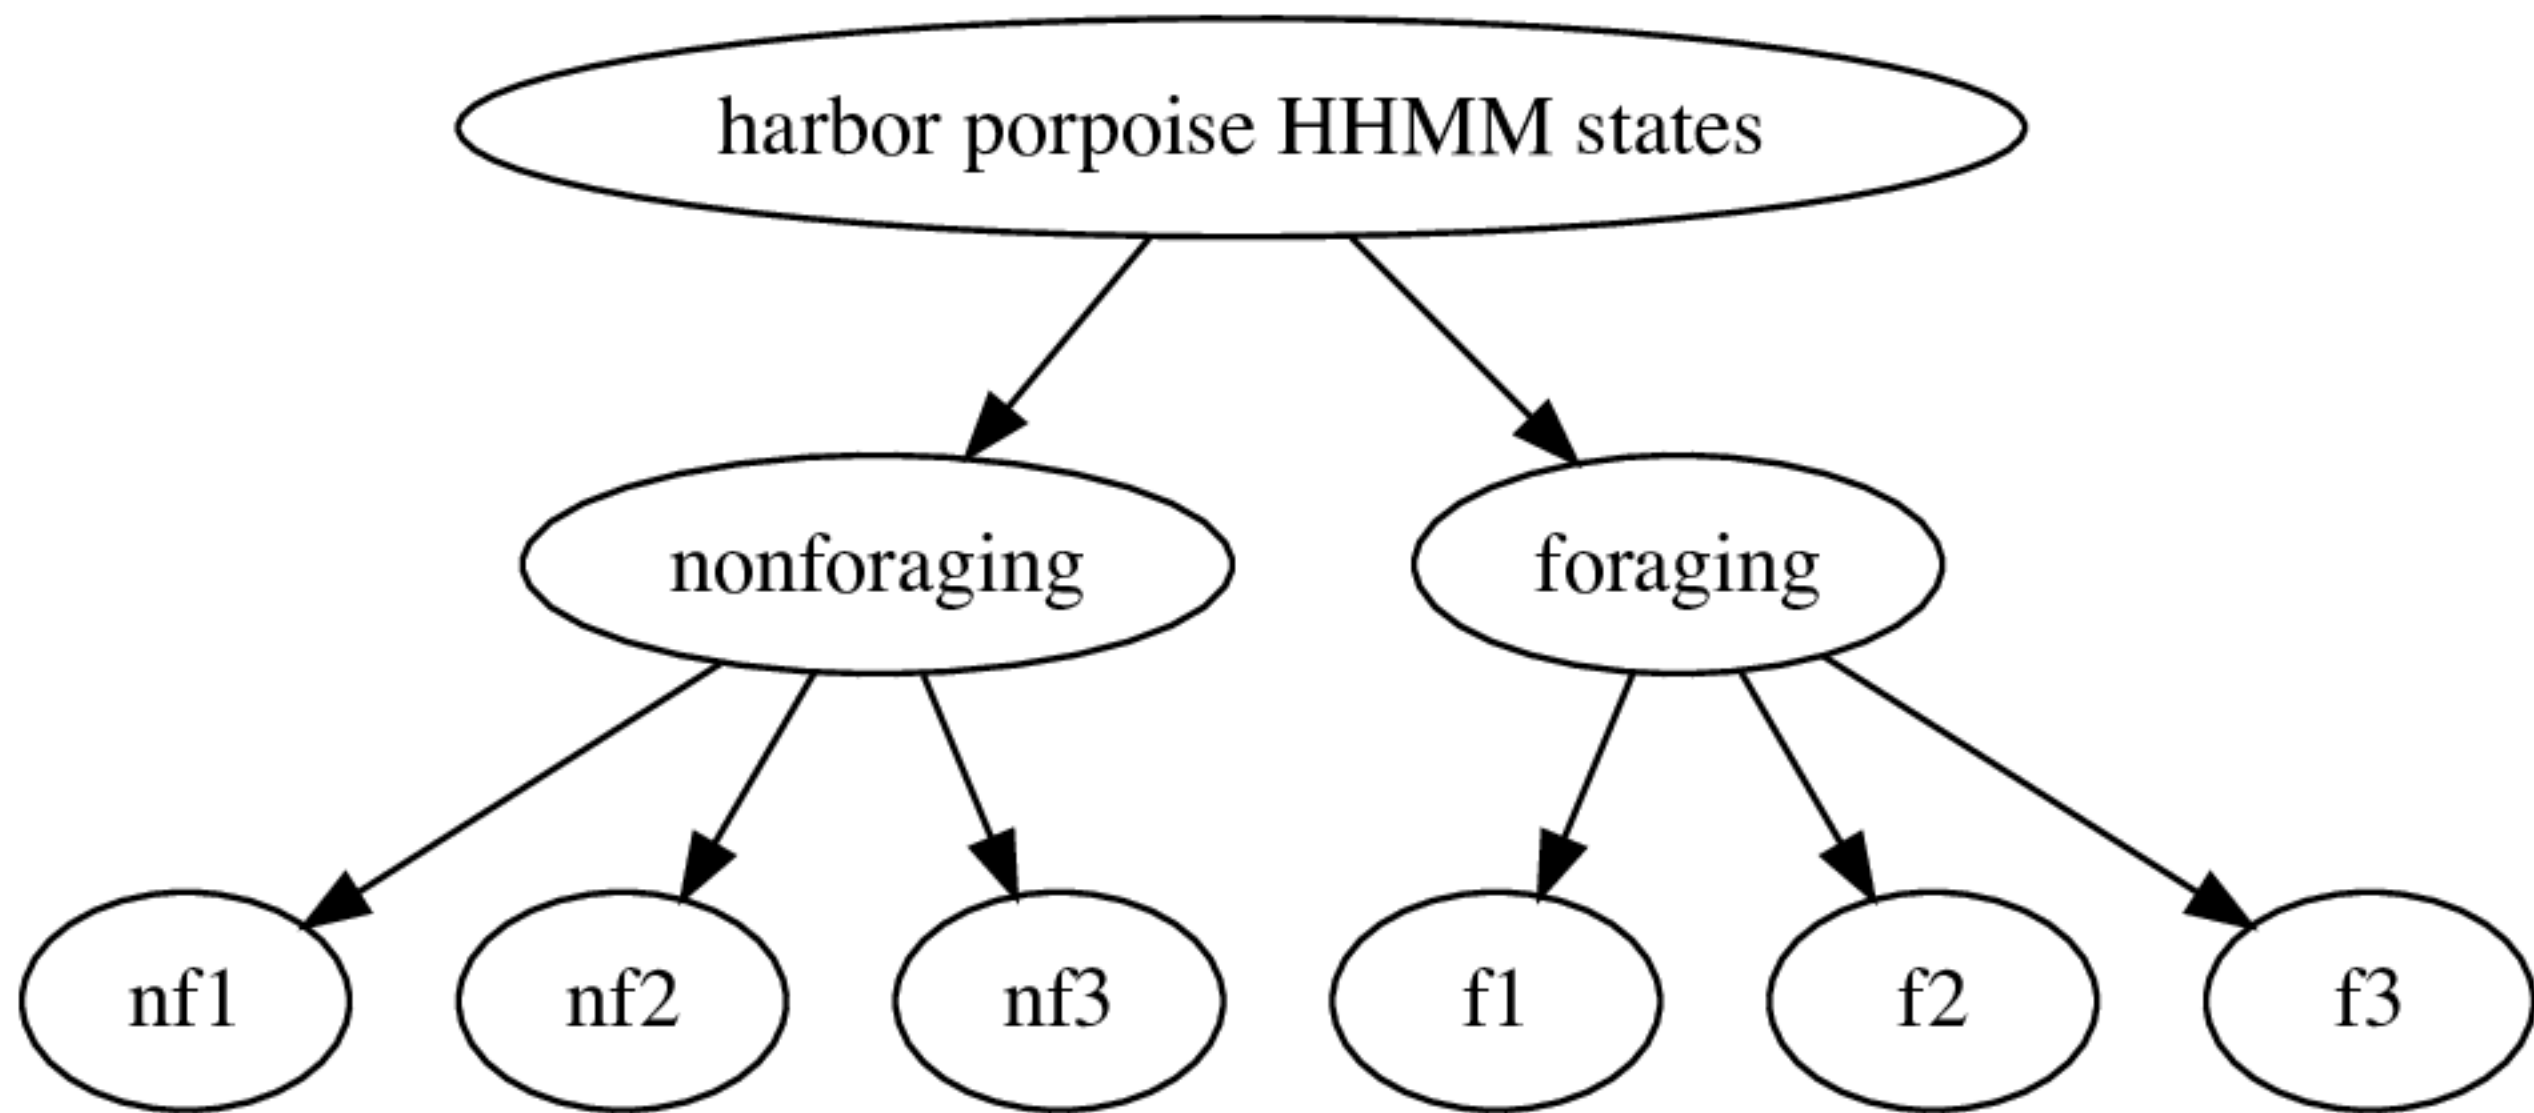 harbor porpoise HHMM states
nonforaging
foraging
nf1
nf2
nf3
f1
f2
f3